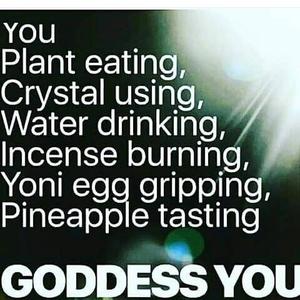 You
Plant eating,
Crystal using,
Water drinking,
Incense burning,
Yoni egg gripping,
Pineapple tasting
GODDESS YOU